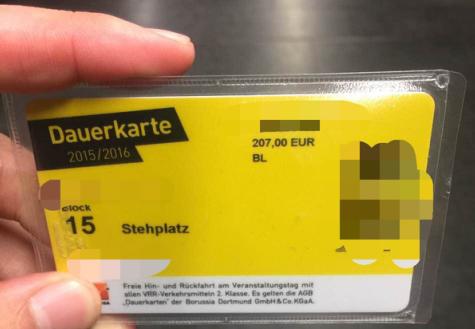 Dauerkarte
2015/2016
207,00 EUR
BL
Block
15 Stehplatz
Freie Hin- und Rückfahrt am Veranstaltungstag mit
allen VRR-Verkehrsmitteln 2. Klasse. Es gelten die AGB
„Dauerkarten“ der Borussia Dortmund GmbH & Co. KGaA.